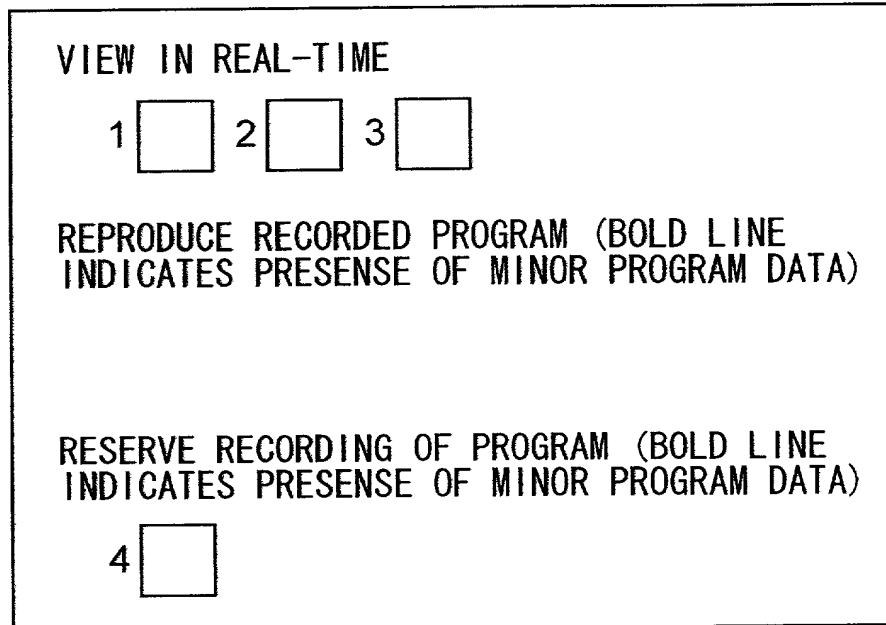 VIEW IN REAL-TIME
1 2 3
REPRODUCE RECORDED PROGRAM (BOLD LINE
INDICATES PRESENSE OF MINOR PROGRAM DATA)
RESERVE RECORDING OF PROGRAM (BOLD LINE
INDICATES PRESENSE OF MINOR PROGRAM DATA)
4